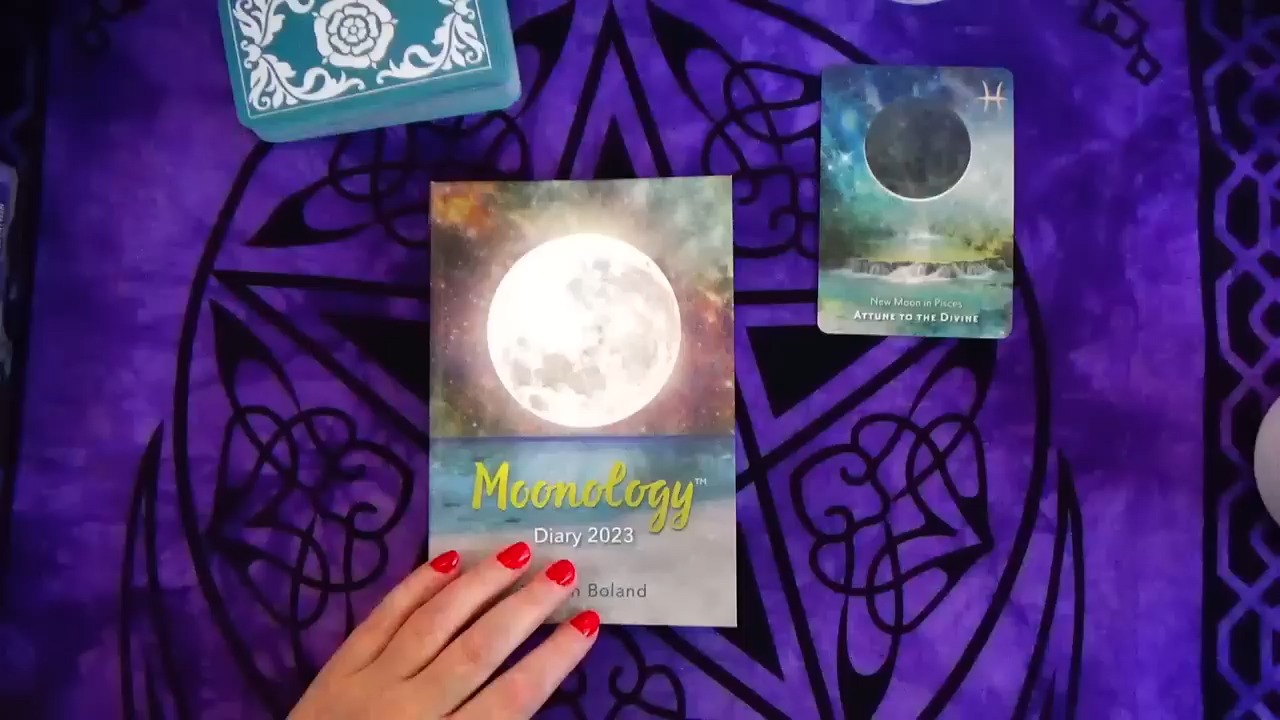 Moonology™
Diary 2023
Boland
New Moon in Pisces
ATTUNE TO THE DIVINE